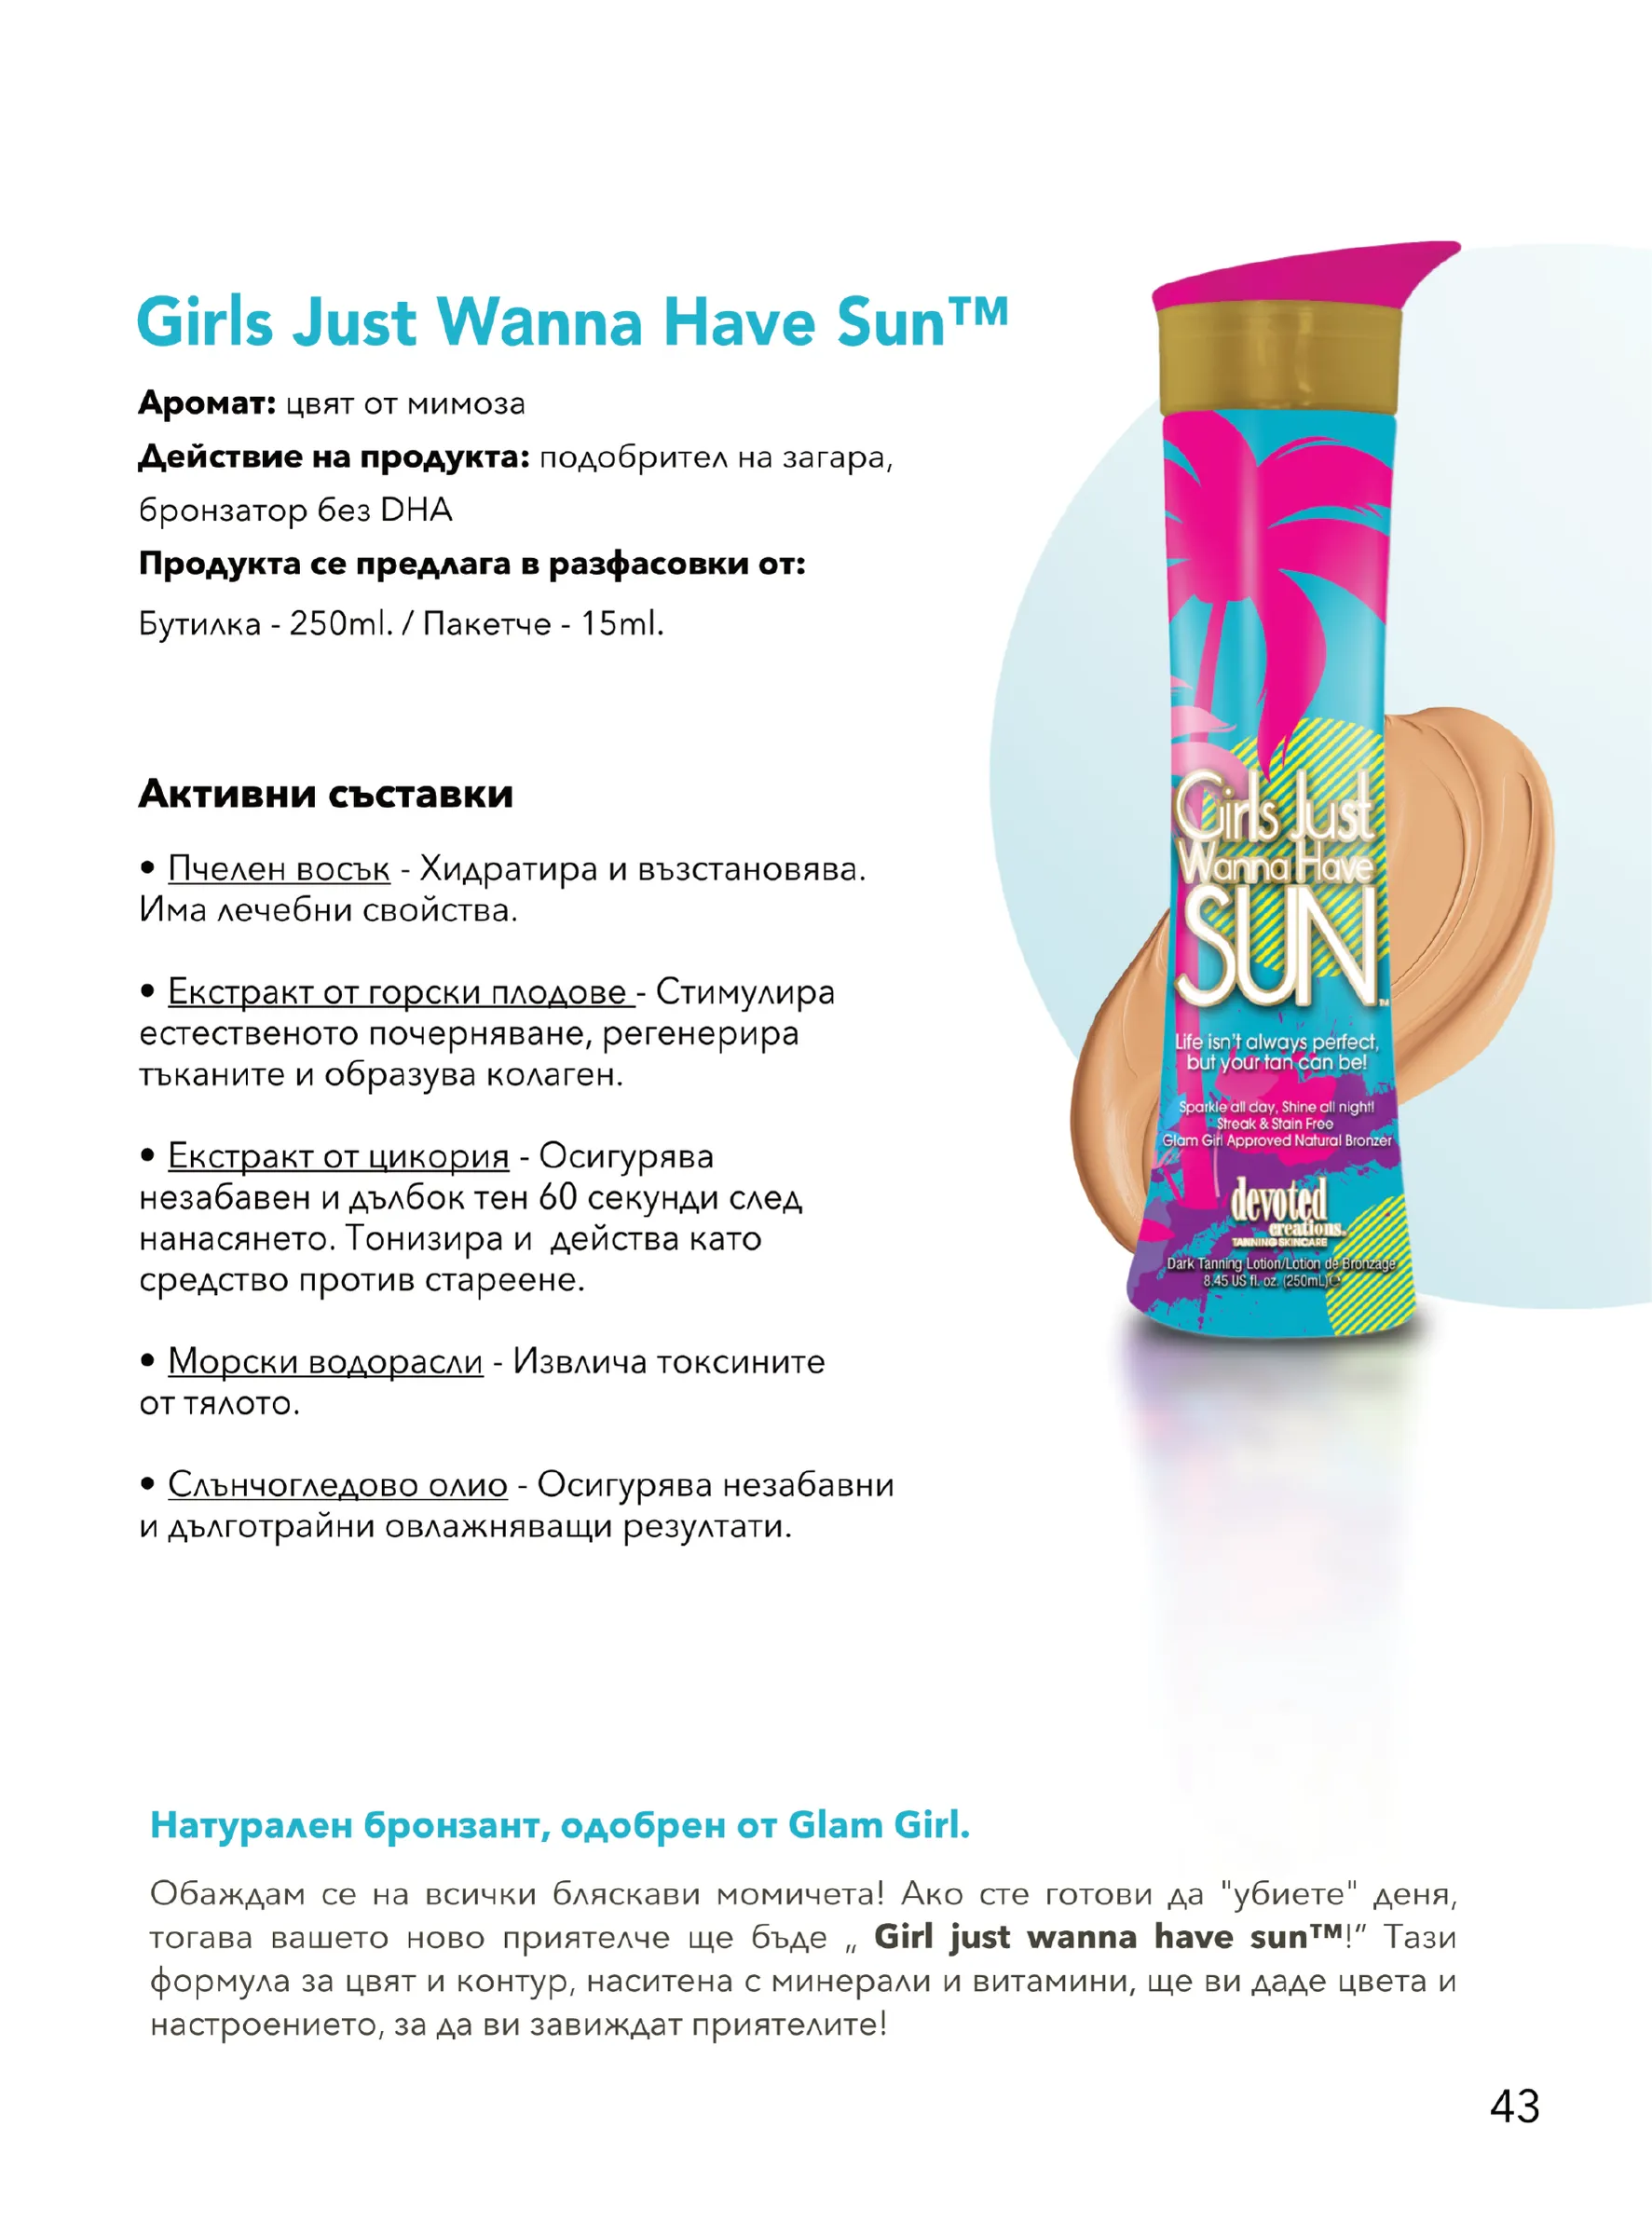 Girls Just Wanna Have Sun™
Аромат: цвят от мимоза
Действие на продукта: подобрител на загара,
бронзатор без DHA
Продукта се предлага в разфасовки от:
Бутилка - 250ml. / Пакетче - 15ml.
Активни съставки
• Пчелен восък - Хидратира и възстановява.
Има лечебни свойства.
• Екстракт от горски плодове - Стимулира
естественото почерняване, регенерира
тъканите и образува колаген.
• Екстракт от цикория - Осигурява
незабавен и дълбок тен 60 секунди след
нанасянето. Тонизира и  действа като
средство против стареене.
• Морски водорасли - Извлича токсините
от тялото.
• Слънчогледово олио - Осигурява незабавни
и дълготрайни овлажняващи резултати.
Girls Just
Wanna Have
SUN™
Life isn't always perfect,
but your tan can be!
Sparkle all day, Shine all night!
Streak & Stain Free
Glam Girl Approved Natural Bronzer
devoted
creations.
TANNING SKINCARE
Dark Tanning Lotion/Lotion de Bronzage
8.45 US fl. oz. (250mL)℮
Натурален бронзант, одобрен от Glam Girl.
Обаждам се на всички бляскави момичета! Ако сте готови да "убиете" деня,
тогава вашето ново приятелче ще бъде „ Girl just wanna have sun™!” Тази
формула за цвят и контур, наситена с минерали и витамини, ще ви даде цвета и
настроението, за да ви завиждат приятелите!
43